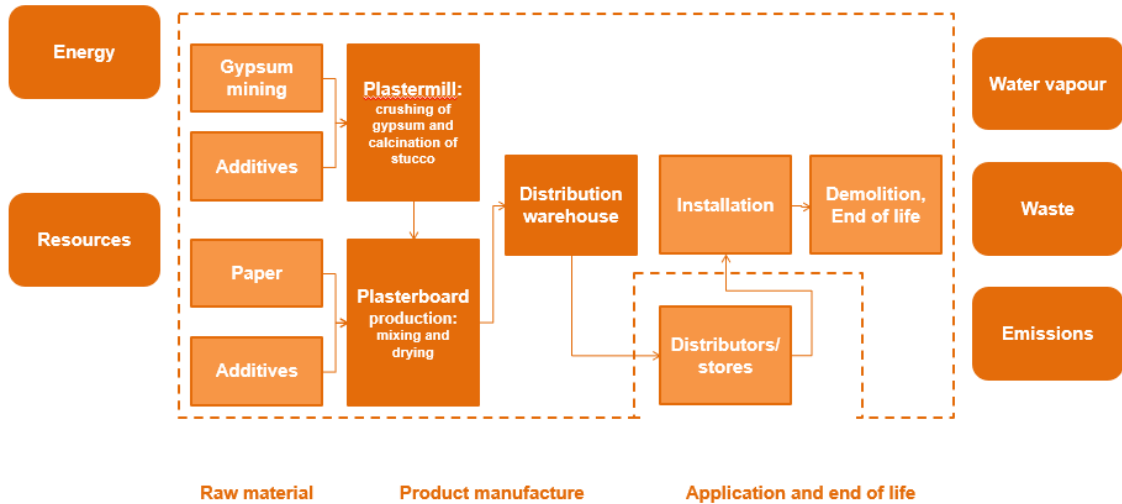 Energy
Resources
Gypsum
mining
Additives
Paper
Additives
Plastermill:
crushing of
gypsum and
calcination of
stucco
Plasterboard
production:
mixing and
drying
Distribution
warehouse
Installation
Demolition,
End of life
Distributors/
stores
Water vapour
Waste
Emissions
Raw material
Product manufacture
Application and end of life